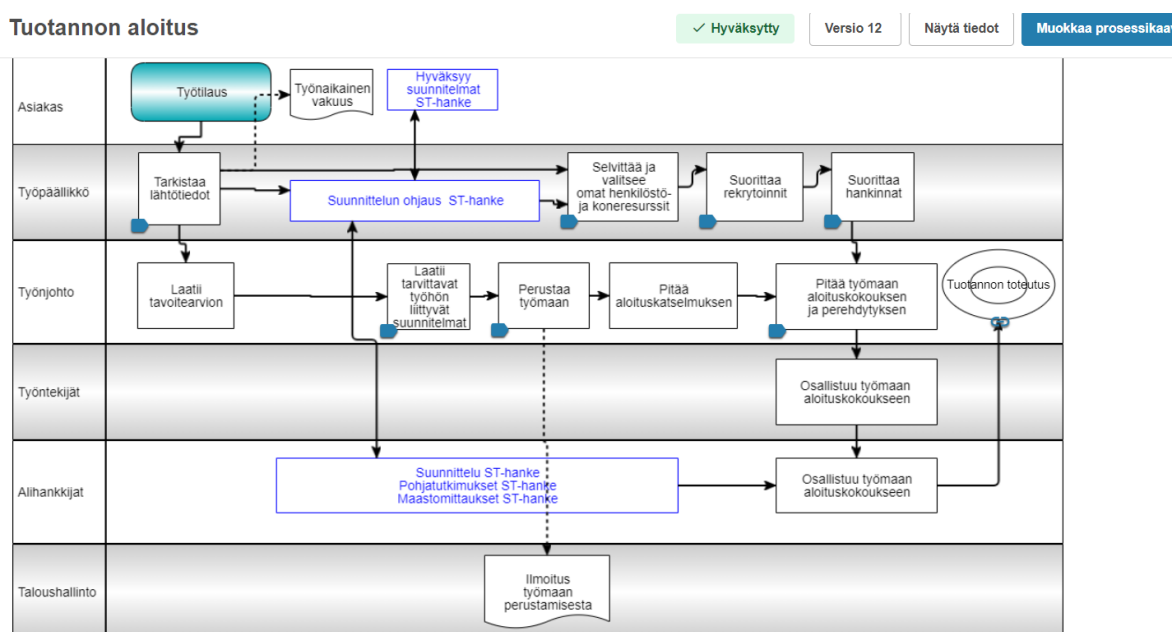 Tuotannon aloitus
Hyväksytty
Versio 12
Näytä tiedot
Muokkaa prosessikaav
Asiakas
Työtilaus
Työnaikainen
vakuus
Hyväksyy
suunnitelmat
ST-hanke
Työpäällikkö
Tarkistaa
lähtötiedot
Suunnittelun ohjaus ST-hanke
Selvittää ja
valitsee
omat henkilöstö-
ja koneresurssit
Suorittaa
rekrytoinnit
Suorittaa
hankinnat
Työnjohto
Laatii
tavoitearvion
Laatii
tarvittavat
työhön
liittyvät
suunnitelmat
Perustaa
työmaan
Pitää
aloituskatselmuksen
Pitää työmaan
aloituskokouksen
ja perehdytyksen
Tuotannon toteutus
Työntekijät
Osallistuu työmaan
aloituskokoukseen
Alihankkijat
Suunnittelu ST-hanke
Pohjatutkimukset ST-hanke
Maastomittaukset ST-hanke
Osallistuu työmaan
aloituskokoukseen
Taloushallinto
Ilmoitus
työmaan
perustamisesta